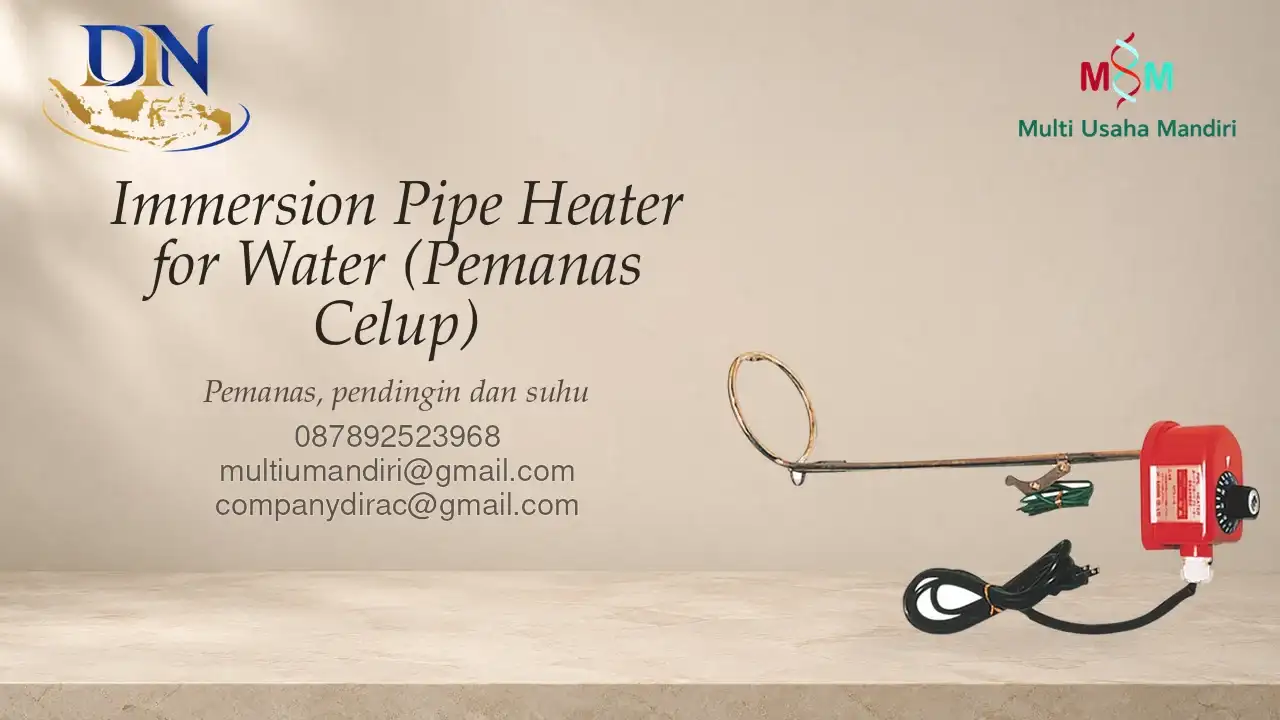 DN
MSM
Multi Usaha Mandiri
Immersion Pipe Heater
for Water (Pemanas
Celup)
Pemanas, pendingin dan suhu
087892523968
multiumandiri@gmail.com
companydirac@gmail.com